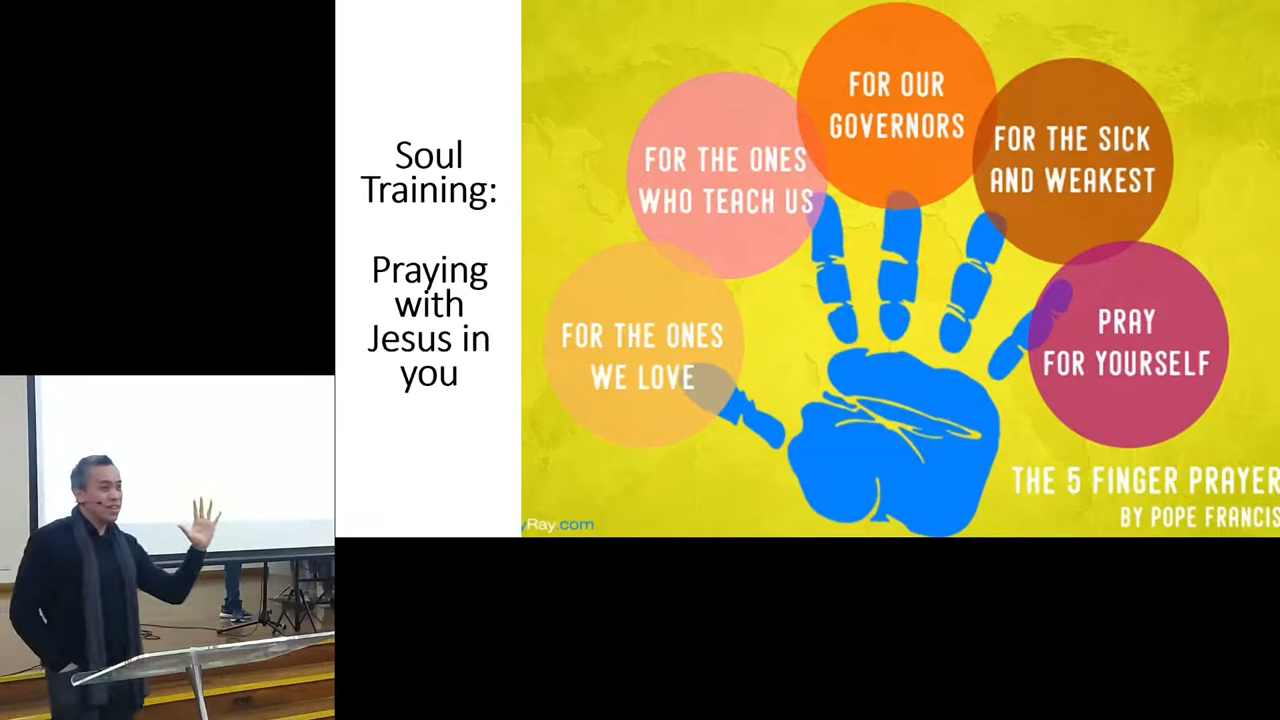 Soul
Training:
Praying
with
Jesus in
you
FOR OUR
GOVERNORS
FOR THE ONES
WHO TEACH US
FOR THE SICK
AND WEAKEST
FOR THE ONES
WE LOVE
PRAY
FOR YOURSELF
THE 5 FINGER PRAYER
BY POPE FRANCIS
yRay.com